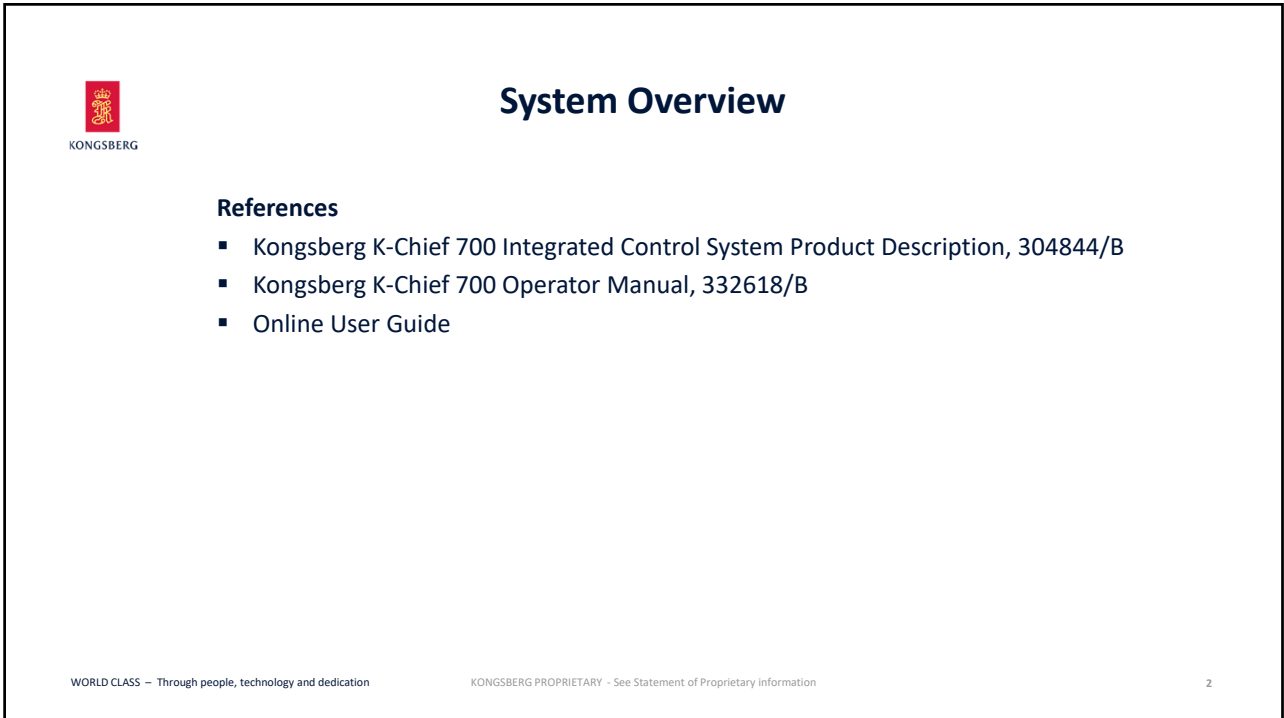 System Overview
KONGSBERG
References
▪ Kongsberg K-Chief 700 Integrated Control System Product Description, 304844/B
▪ Kongsberg K-Chief 700 Operator Manual, 332618/B
▪ Online User Guide
WORLD CLASS – Through people, technology and dedication
KONGSBERG PROPRIETARY - See Statement of Proprietary information
2